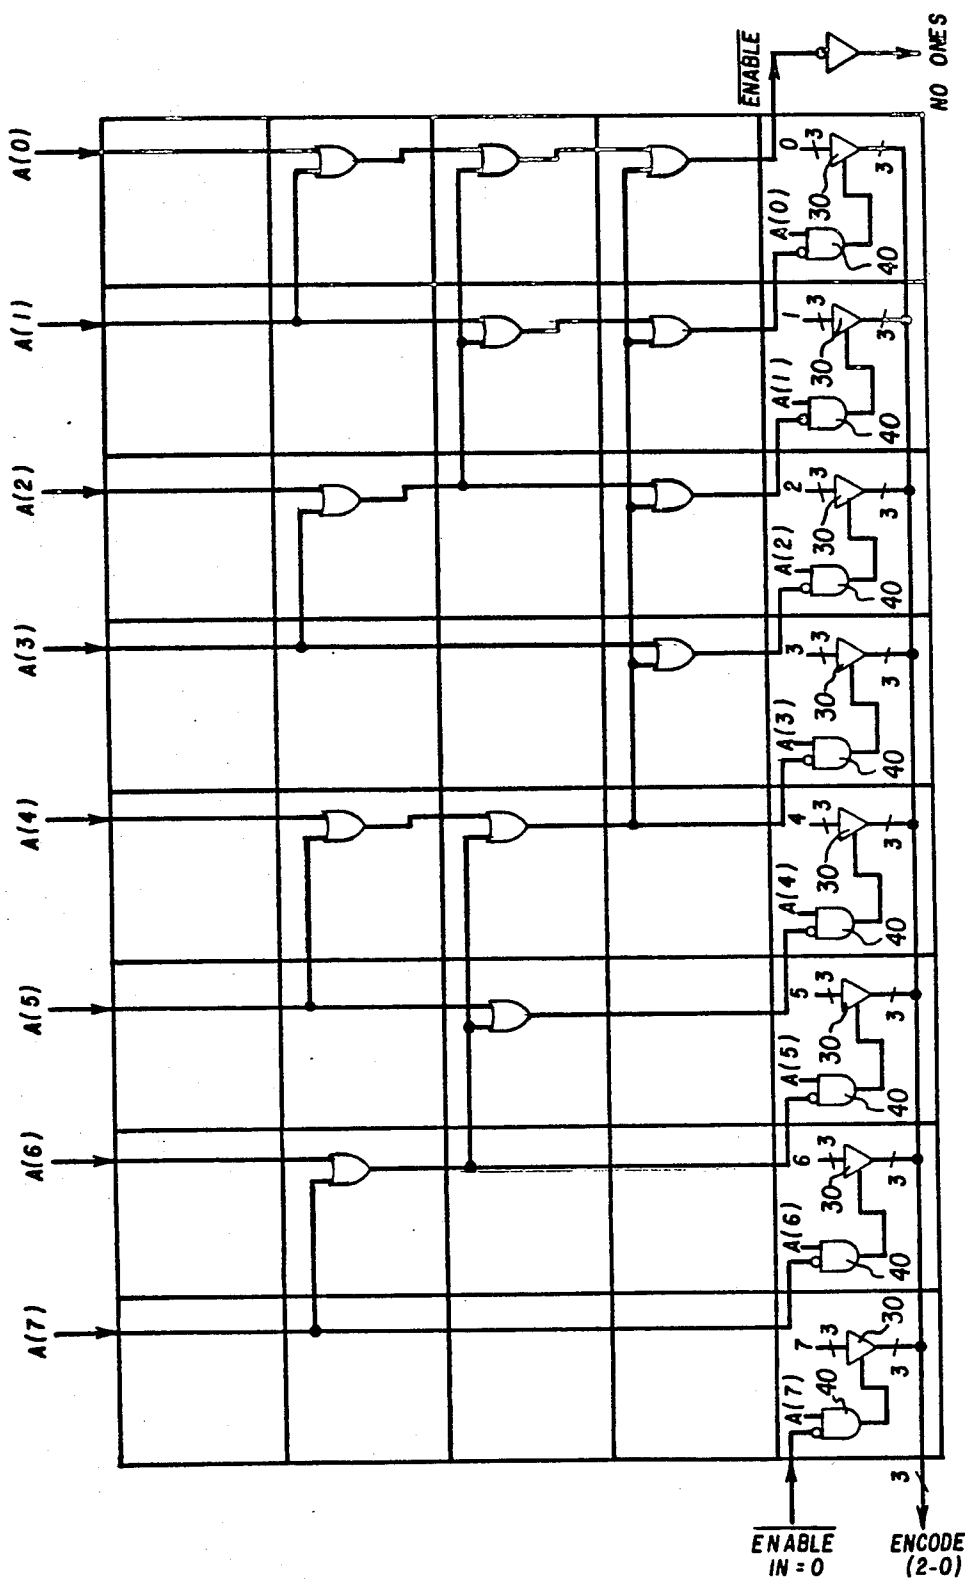 A(7) A(6) A(5) A(4) A(3) A(2) A(1) A(0)
ENABLE
7 6 5 4 3 2 1 0
3 3 3 3 3 3 3 3
A(7) A(6) A(5) A(4) A(3) A(2) A(1) A(0)
40 30 30 30 30 30 30 30
30 40 40 40 40 40 40 40
3 3 3 3 3 3 3 3
3
NO ONES
ENABLE
IN = 0
ENCODE
(2-0)